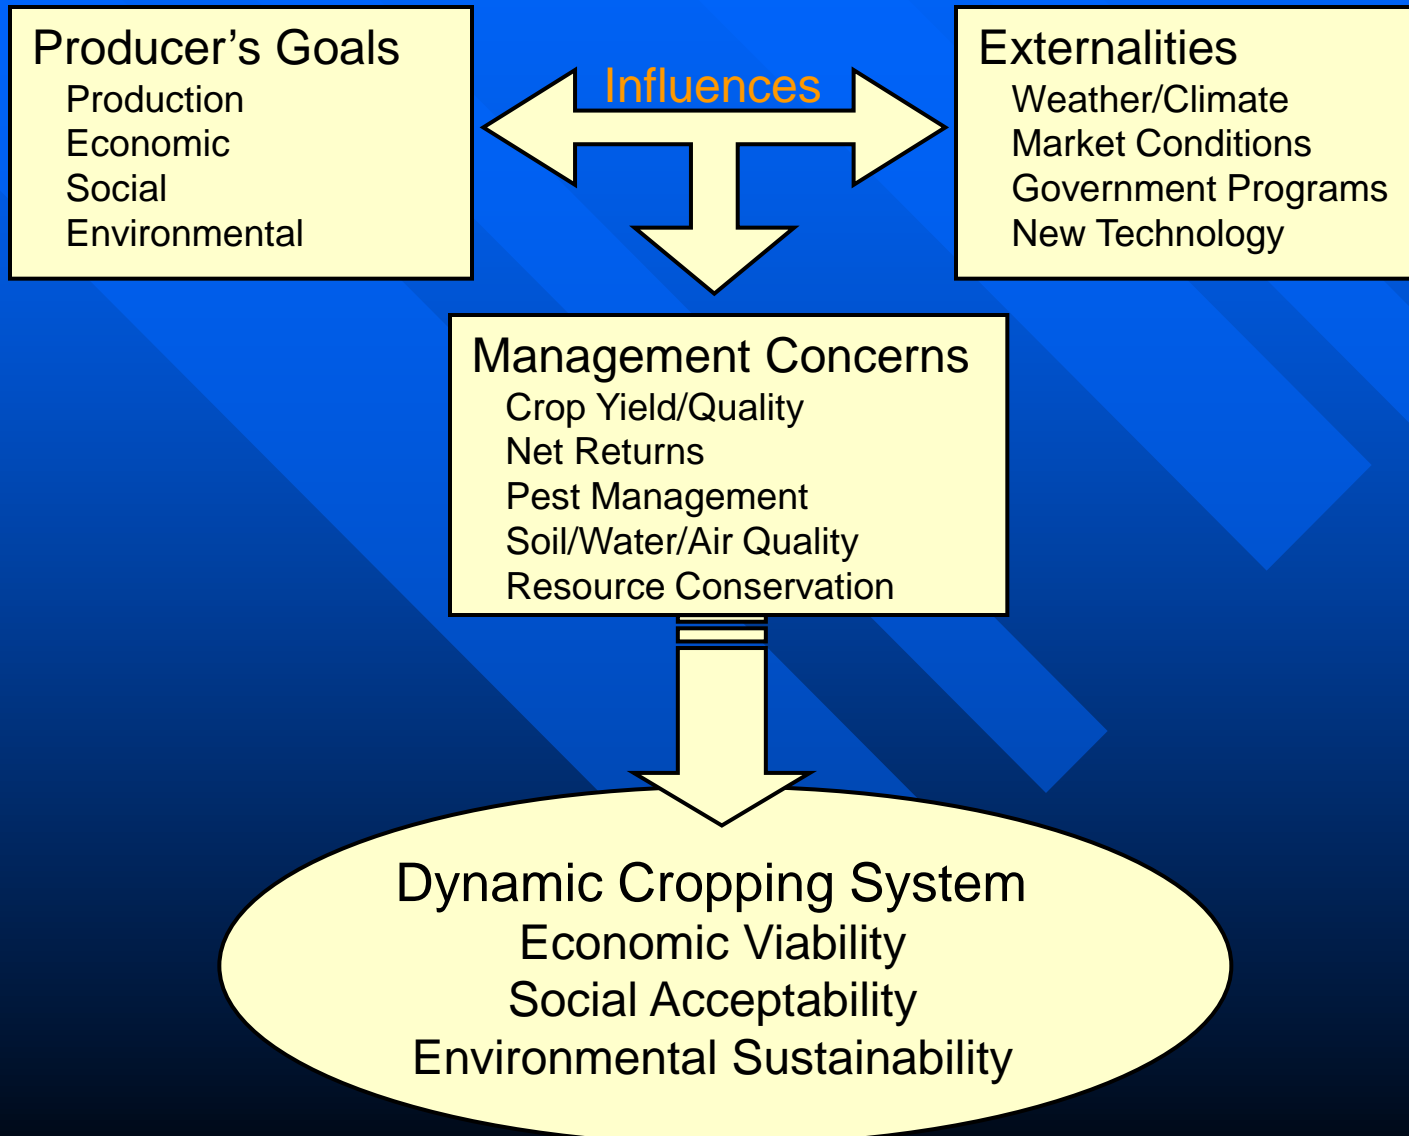 Producer’s Goals
Production
Economic
Social
Environmental
Influences
Externalities
Weather/Climate
Market Conditions
Government Programs
New Technology
Management Concerns
Crop Yield/Quality
Net Returns
Pest Management
Soil/Water/Air Quality
Resource Conservation
Dynamic Cropping System
Economic Viability
Social Acceptability
Environmental Sustainability